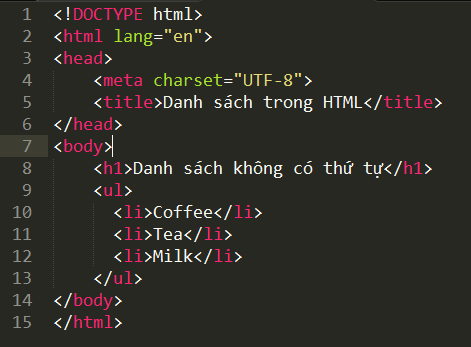 1 <!DOCTYPE html>
2 <html lang="en">
3 <head>
4     <meta charset="UTF-8">
5     <title>Danh sách trong HTML</title>
6 </head>
7 <body>
8     <h1>Danh sách không có thứ tự</h1>
9     <ul>
10       <li>Coffee</li>
11       <li>Tea</li>
12       <li>Milk</li>
13     </ul>
14 </body>
15 </html>